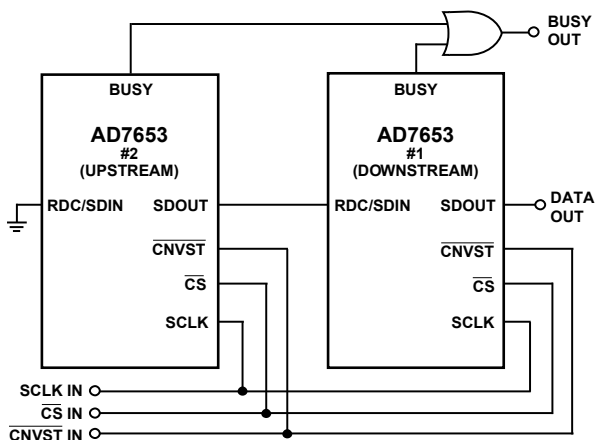 BUSY
OUT
BUSY
BUSY
AD7653
#2
(UPSTREAM)
AD7653
#1
(DOWNSTREAM)
RDC/SDIN
SDOUT
RDC/SDIN
SDOUT
DATA
OUT
CNVST
CNVST
CS
CS
SCLK
SCLK
SCLK IN
CS IN
CNVST IN